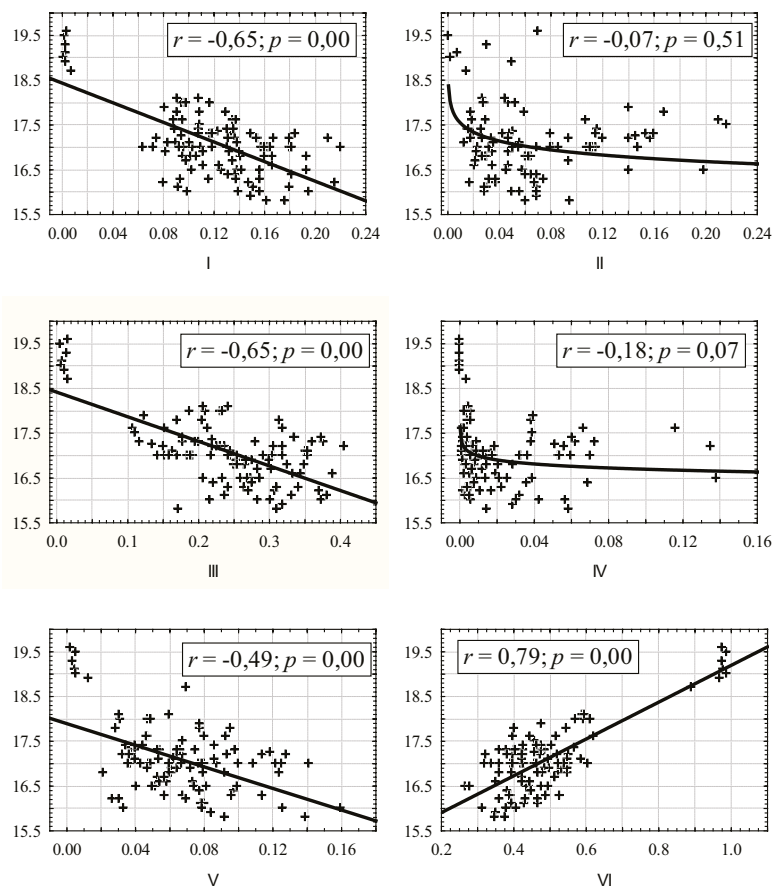 r = -0,65; p = 0,00
19.5
18.5
17.5
16.5
15.5
0.00 0.04 0.08 0.12 0.16 0.20 0.24
I
r = -0,07; p = 0,51
19.5
18.5
17.5
16.5
15.5
0.00 0.04 0.08 0.12 0.16 0.20 0.24
II
r = -0,65; p = 0,00
19.5
18.5
17.5
16.5
15.5
0.0 0.1 0.2 0.3 0.4
III
r = -0,18; p = 0,07
19.5
18.5
17.5
16.5
15.5
0.00 0.04 0.08 0.12 0.16
IV
r = -0,49; p = 0,00
19.5
18.5
17.5
16.5
15.5
0.00 0.04 0.08 0.12 0.16
V
r = 0,79; p = 0,00
19.5
18.5
17.5
16.5
15.5
0.2 0.4 0.6 0.8 1.0
VI